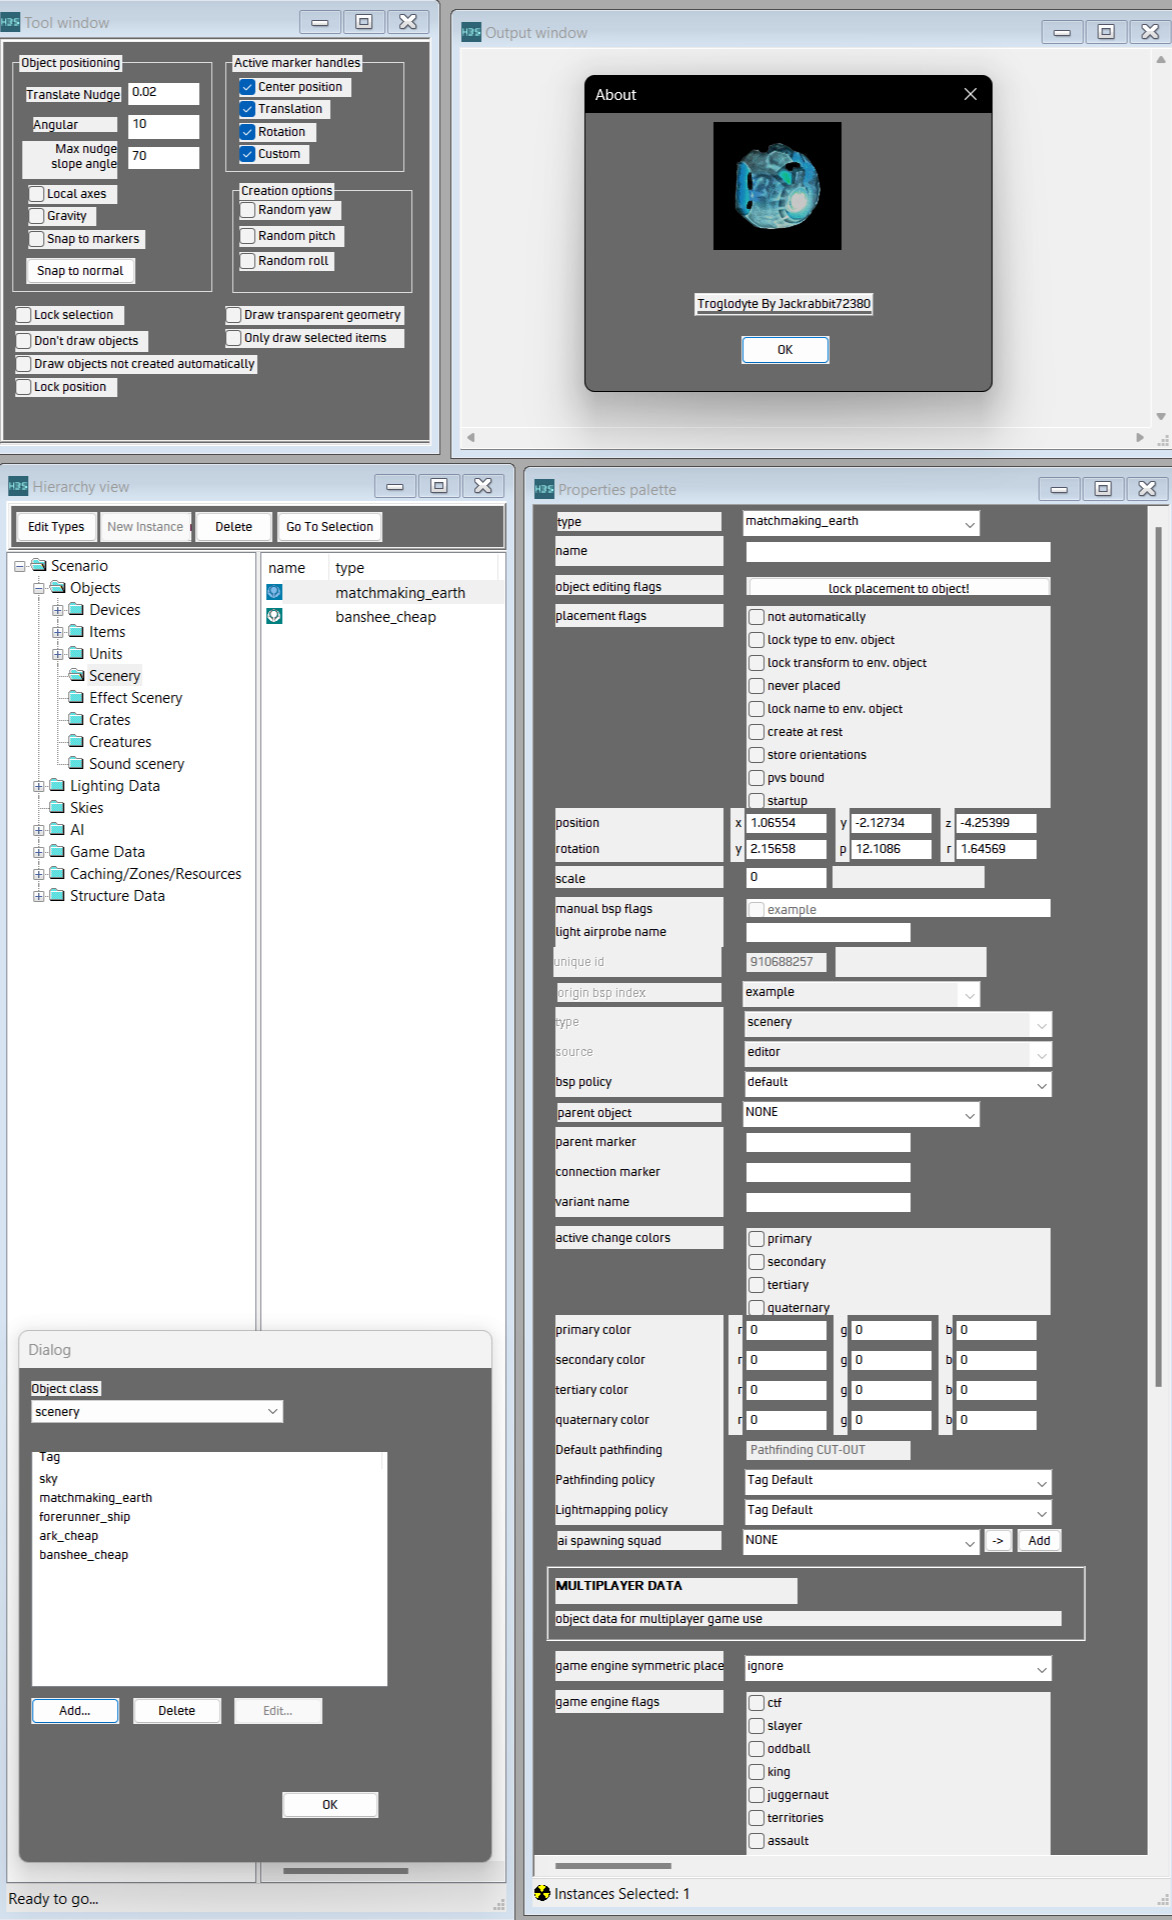 H3S Tool window
Object positioning
Translate Nudge 0.02
Angular 10
Max nudge
slope angle 70
Local axes
Gravity
Snap to markers
Snap to normal
Active marker handles
Center position
Translation
Rotation
Custom
Creation options
Random yaw
Random pitch
Random roll
Lock selection
Don't draw objects
Draw objects not created automatically
Lock position
Draw transparent geometry
Only draw selected items
H3S Output window
About
Troglodyte By Jackrabbit72380
OK
H3S Hierarchy view
Edit Types New Instance Delete Go To Selection
Scenario
Objects
Devices
Items
Units
Scenery
Effect Scenery
Crates
Creatures
Sound scenery
Lighting Data
Skies
AI
Game Data
Caching/Zones/Resources
Structure Data
name type
matchmaking_earth
banshee_cheap
Dialog
Object class
scenery
Tag
sky
matchmaking_earth
forerunner_ship
ark_cheap
banshee_cheap
Add... Delete Edit...
OK
Ready to go...
H3S Properties palette
type matchmaking_earth
name
object editing flags lock placement to object!
placement flags not automatically
lock type to env. object
lock transform to env. object
never placed
lock name to env. object
create at rest
store orientations
pvs bound
startup
position x 1.06554 y -2.12734 z -4.25399
rotation y 2.15658 p 12.1086 r 1.64569
scale 0
manual bsp flags example
light airprobe name
unique id 910688257
origin bsp index example
type scenery
source editor
bsp policy default
parent object NONE
parent marker
connection marker
variant name
active change colors primary
secondary
tertiary
quaternary
primary color r 0 g 0 b 0
secondary color r 0 g 0 b 0
tertiary color r 0 g 0 b 0
quaternary color r 0 g 0 b 0
Default pathfinding Pathfinding CUT-OUT
Pathfinding policy Tag Default
Lightmapping policy Tag Default
ai spawning squad NONE -> Add
MULTIPLAYER DATA
object data for multiplayer game use
game engine symmetric place ignore
game engine flags ctf
slayer
oddball
king
juggernaut
territories
assault
Instances Selected: 1